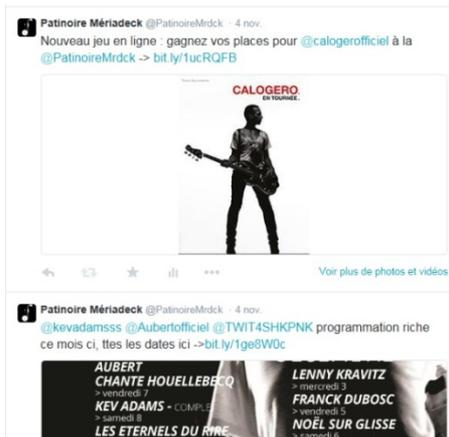 Patinoire Mériadeck @PatinoireMrdck · 4 nov.
Nouveau jeu en ligne : gagnez vos places pour @calogerofficiel à la
@PatinoireMrdck -> bit.ly/1ucRQFB
CALOGERO.
EN TOURNÉE.
Voir plus de photos et vidéos
Patinoire Mériadeck @PatinoireMrdck · 4 nov.
@kevadamsss @Aubertofficiel @TWIT4SHKPNK programmation riche
ce mois ci, ttes les dates ici ->bit.ly/1ge8W0c
AUBERT
CHANTE HOUELLEBECQ
> vendredi 7
KEV ADAMS - COMPLE
> samedi 8
LES ETERNELS DU RIRE
LENNY KRAVITZ
> mercredi 3
FRANCK DUBOSC
> vendredi 5
NOËL SUR GLISSE
> samedi 6